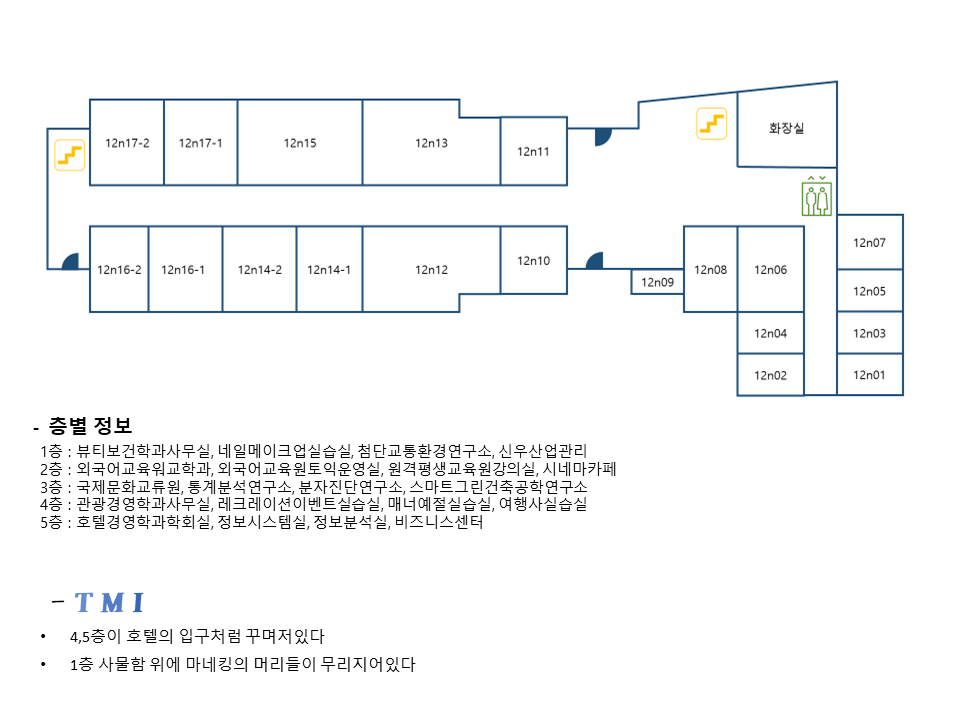 12n17-2
12n17-1
12n15
12n13
12n11
화장실
12n16-2
12n16-1
12n14-2
12n14-1
12n12
12n10
12n09
12n08
12n06
12n07
12n05
12n04
12n03
12n02
12n01
- 층별 정보
1층 : 뷰티보건학과사무실, 네일메이크업실습실, 첨단교통환경연구소, 신우산업관리
2층 : 외국어교육워교학과, 외국어교육원토익운영실, 원격평생교육원강의실, 시네마카페
3층 : 국제문화교류원, 통계분석연구소, 분자진단연구소, 스마트그린건축공학연구소
4층 : 관광경영학과사무실, 레크레이션이벤트실습실, 매너예절실습실, 여행사실습실
5층 : 호텔경영학과학회실, 정보시스템실, 정보분석실, 비즈니스센터
- TMI
• 4,5층이 호텔의 입구처럼 꾸며저있다
• 1층 사물함 위에 마네킹의 머리들이 무리지어있다